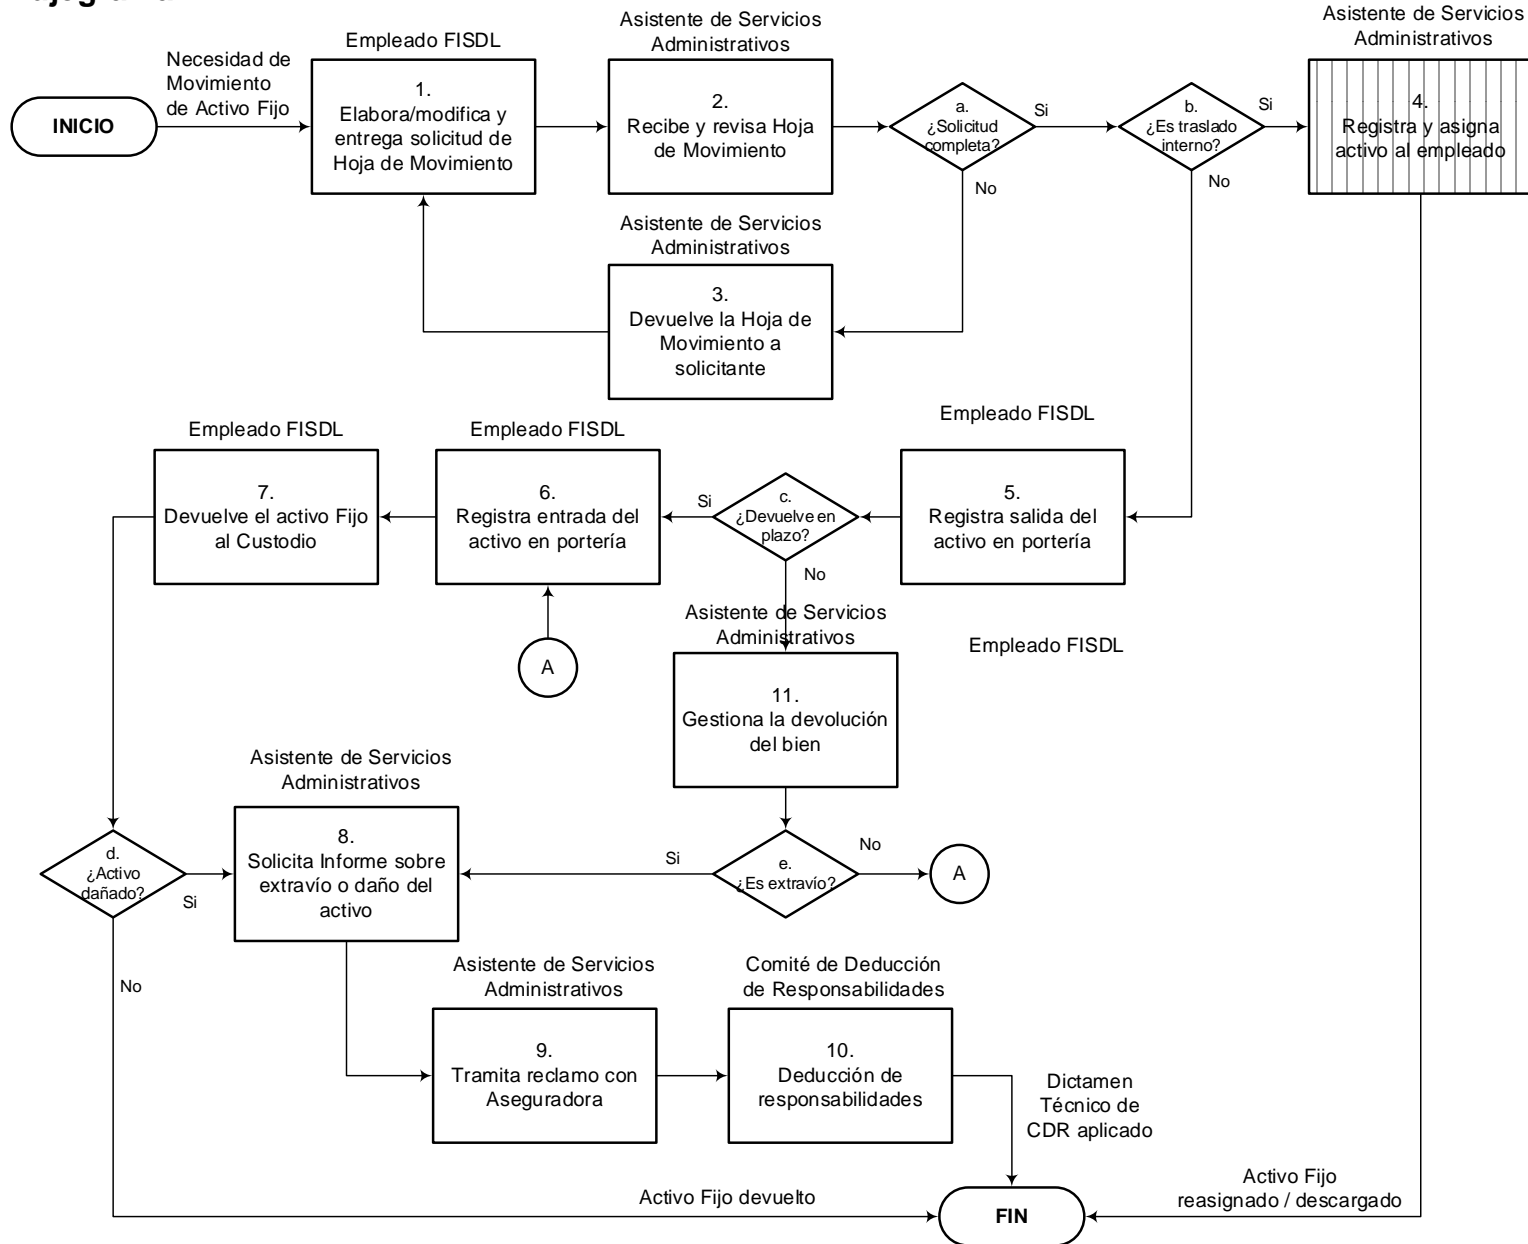 Empleado FISDL
Asistente de Servicios
Administrativos
Asistente de Servicios
Administrativos
Necesidad de
Movimiento
de Activo Fijo
INICIO
1.
Elabora/modifica y
entrega solicitud de
Hoja de Movimiento
2.
Recibe y revisa Hoja
de Movimiento
a.
¿Solicitud
completa?
Si
No
b.
¿Es traslado
interno?
Si
No
4.
Registra y asigna
activo al empleado
Asistente de Servicios
Administrativos
3.
Devuelve la Hoja de
Movimiento a
solicitante
Empleado FISDL
5.
Registra salida del
activo en portería
c.
¿Devuelve en
plazo?
Si
No
Empleado FISDL
6.
Registra entrada del
activo en portería
Empleado FISDL
7.
Devuelve el activo Fijo
al Custodio
A
Asistente de Servicios
Administrativos
Empleado FISDL
11.
Gestiona la devolución
del bien
Asistente de Servicios
Administrativos
d.
¿Activo
dañado?
Si
No
8.
Solicita Informe sobre
extravío o daño del
activo
Si
e.
¿Es extravío?
No
A
Asistente de Servicios
Administrativos
9.
Tramita reclamo con
Aseguradora
Comité de Deducción
de Responsabilidades
10.
Deducción de
responsabilidades
Dictamen
Técnico de
CDR aplicado
Activo Fijo devuelto
FIN
Activo Fijo
reasignado / descargado